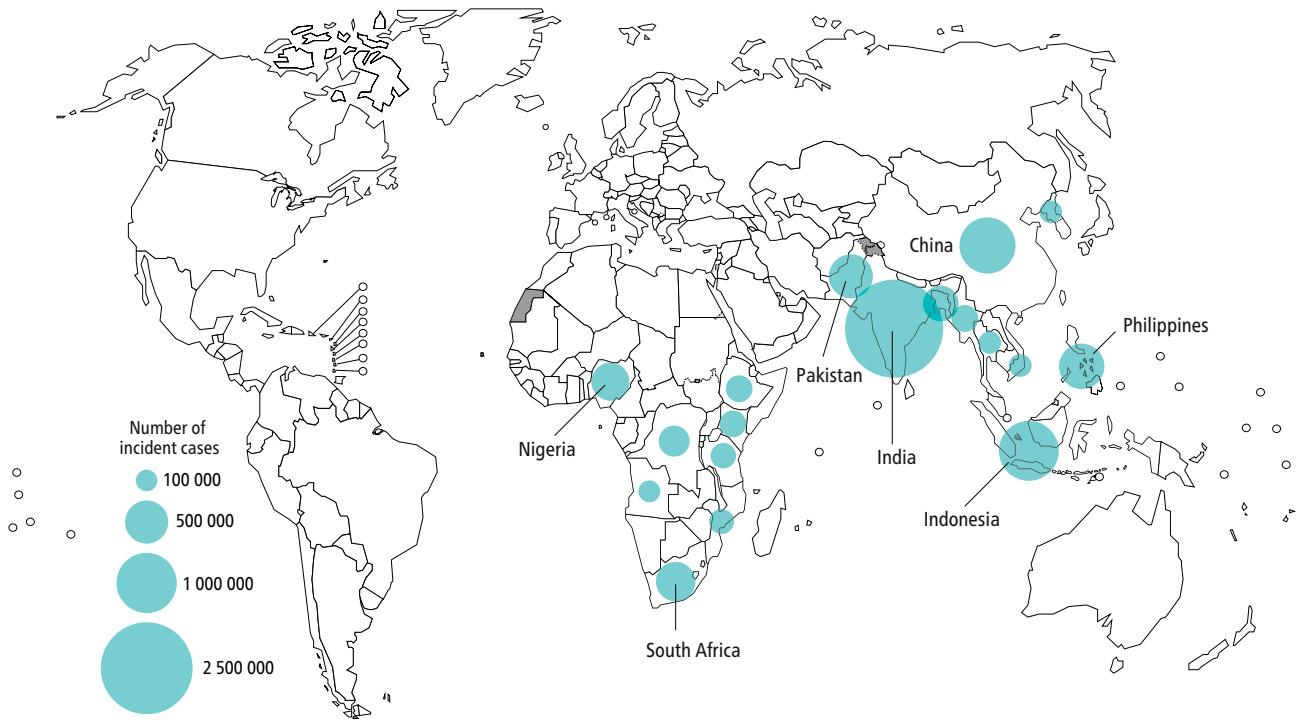 China
Philippines
Pakistan
Nigeria
India
Indonesia
South Africa
Number of
incident cases
100 000
500 000
1 000 000
2 500 000